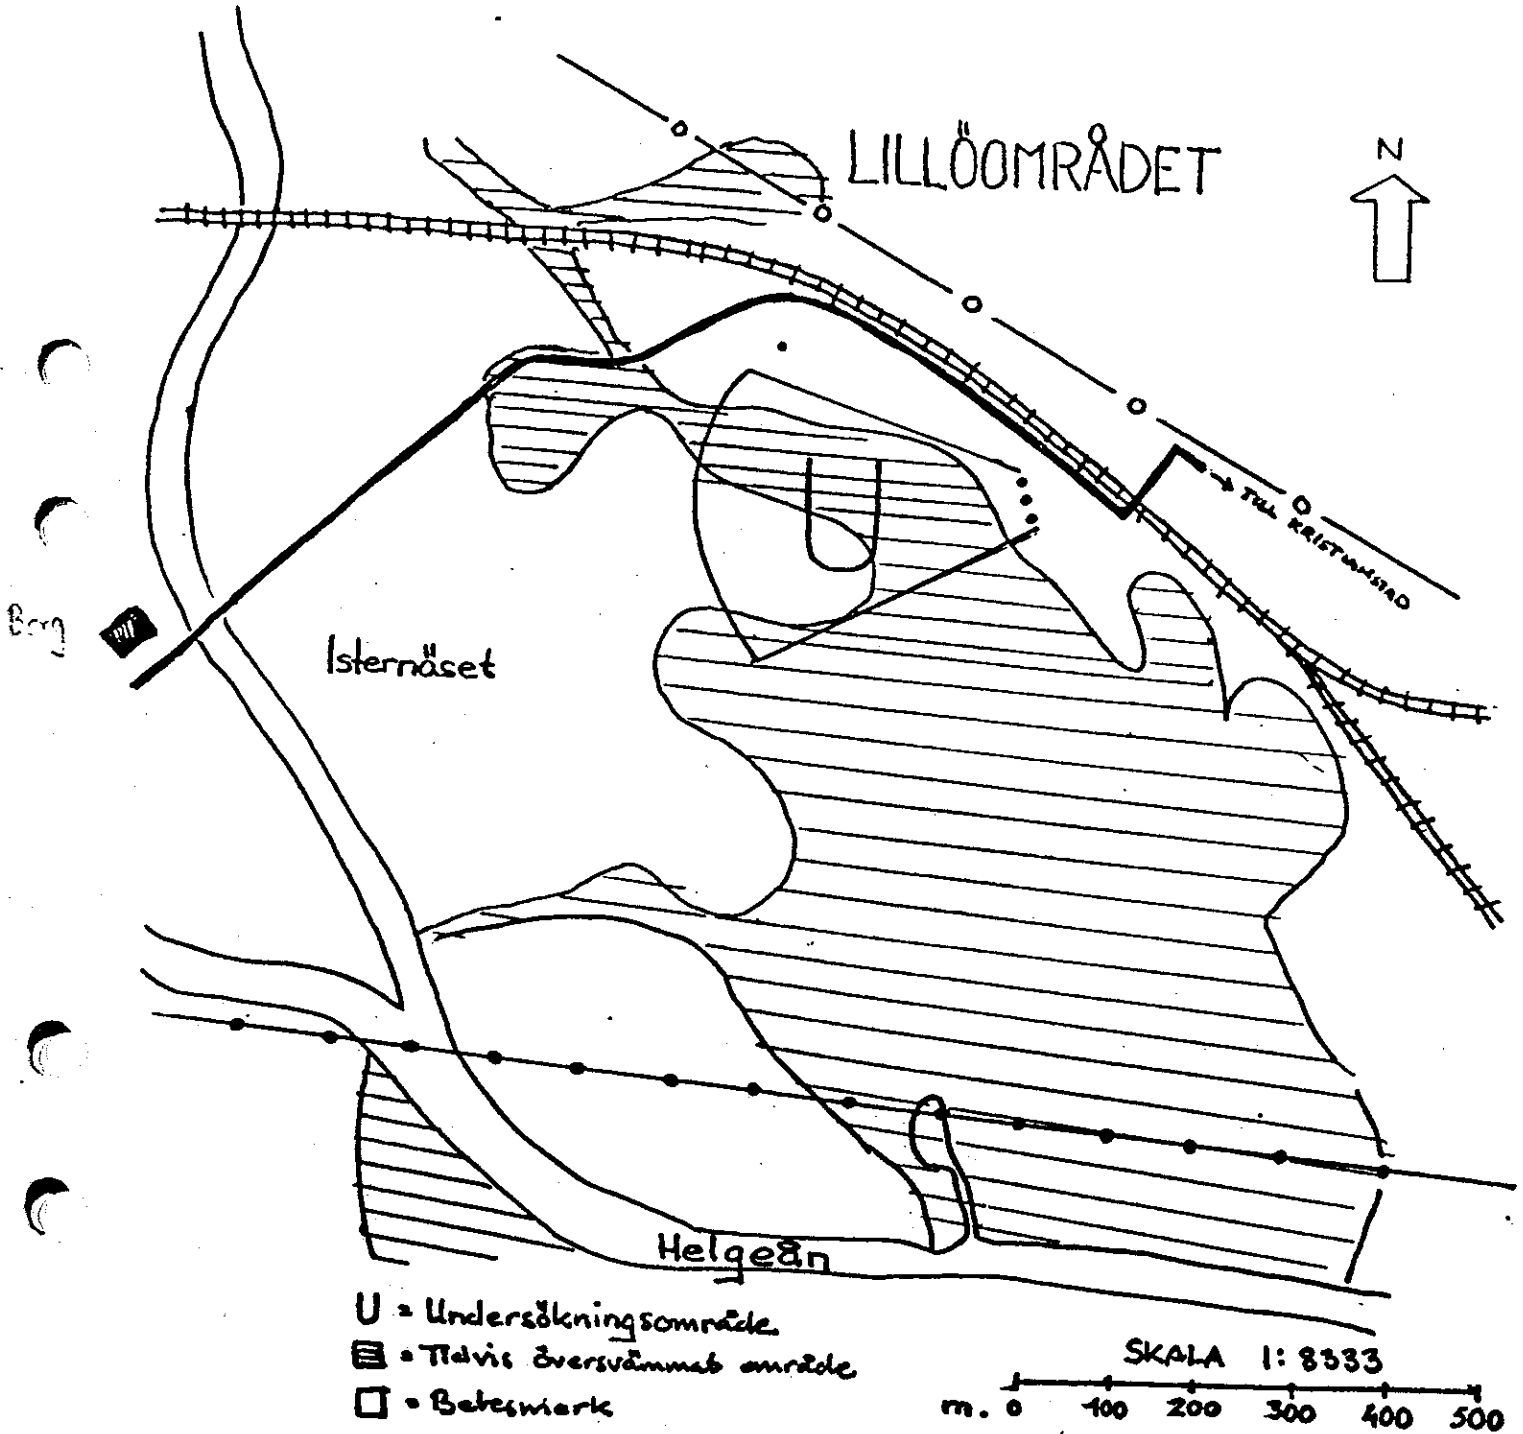 LILLÖOMRÅDET
N
→ TILL KRISTIANSTAD
Borg
U
Isternäset
Helgeån
U = Undersökningsområde
= Tidvis översvämmat område
= Betesmark
SKALA 1:8333
m. 0 100 200 300 400 500